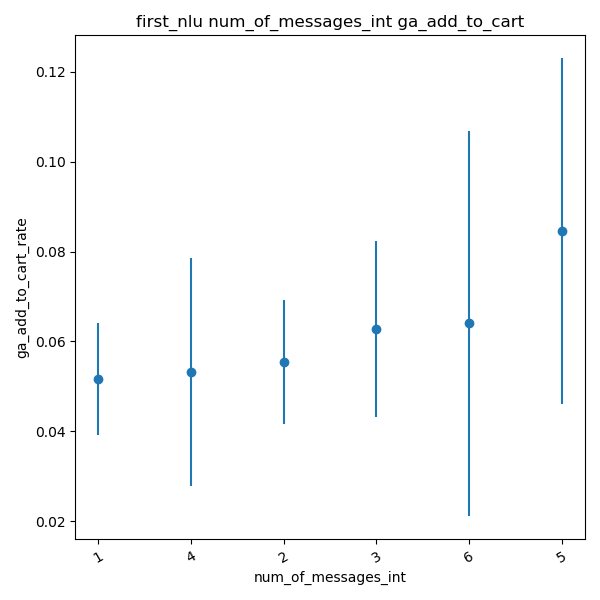 first_nlu num_of_messages_int ga_add_to_cart
0.12
0.10
0.08
0.06
0.04
0.02
ga_add_to_cart_rate
1 4 2 3 6 5
num_of_messages_int